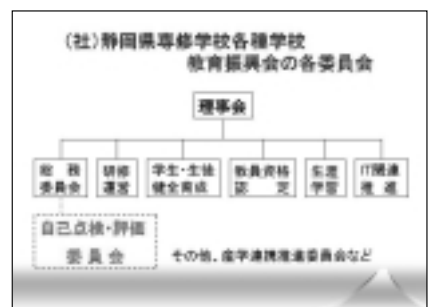 (社)静岡県専修学校各種学校
教育振興会の各委員会
理事会
総務
委員会
研修
運営
学生・生徒
健全育成
教員資格
認定
生涯
学習
IT関連
推進
自己点検・評価
委員会
その他、産学連携推進委員会など